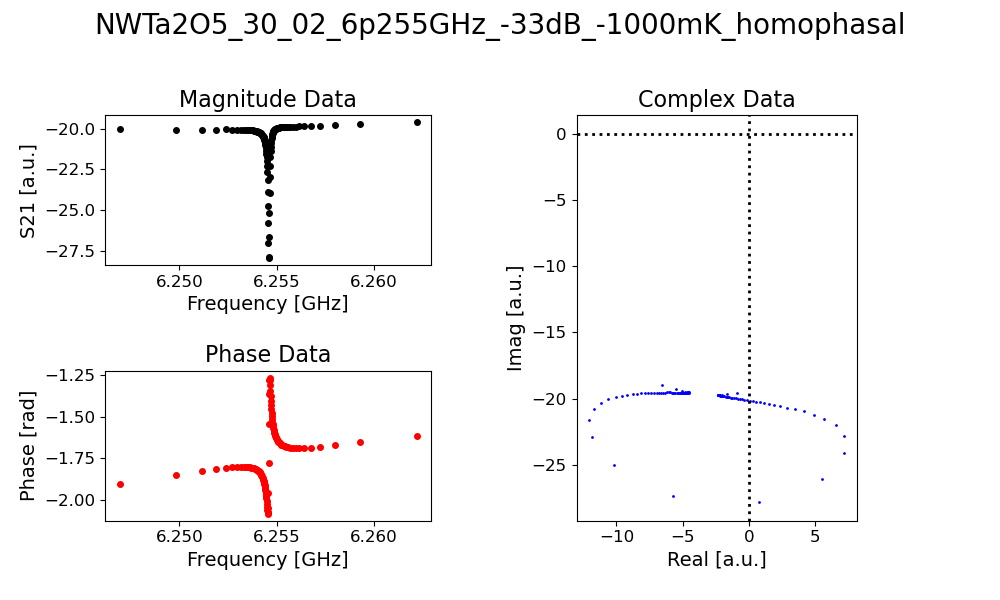 NWTa2O5_30_02_6p255GHz_-33dB_-1000mK_homophasal
Magnitude Data
S21 [a.u.]
−20.0
−22.5
−25.0
−27.5
6.250 6.255 6.260
Frequency [GHz]
Phase Data
Phase [rad]
−1.25
−1.50
−1.75
−2.00
6.250 6.255 6.260
Frequency [GHz]
Complex Data
Imag [a.u.]
0
−5
−10
−15
−20
−25
−10 −5 0 5
Real [a.u.]